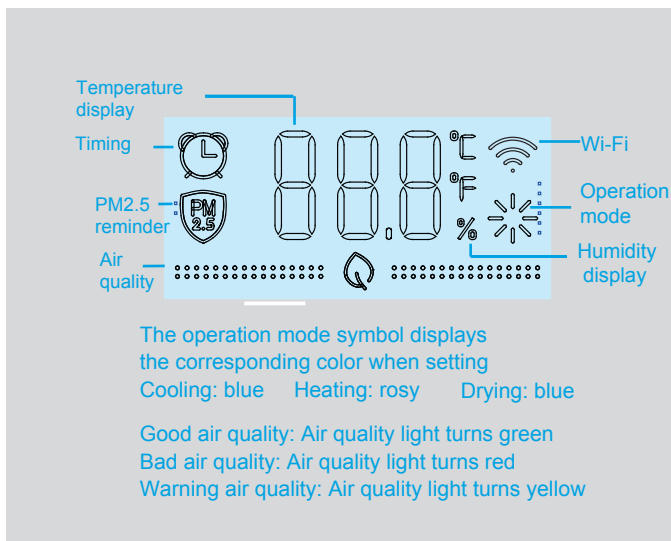 Temperature
display
Timing
°C
Wi-Fi
°F
PM2.5
reminder
PM
2.5
Operation
mode
%
Humidity
display
Air
quality
The operation mode symbol displays
the corresponding color when setting
Cooling: blue Heating: rosy Drying: blue
Good air quality: Air quality light turns green
Bad air quality: Air quality light turns red
Warning air quality: Air quality light turns yellow